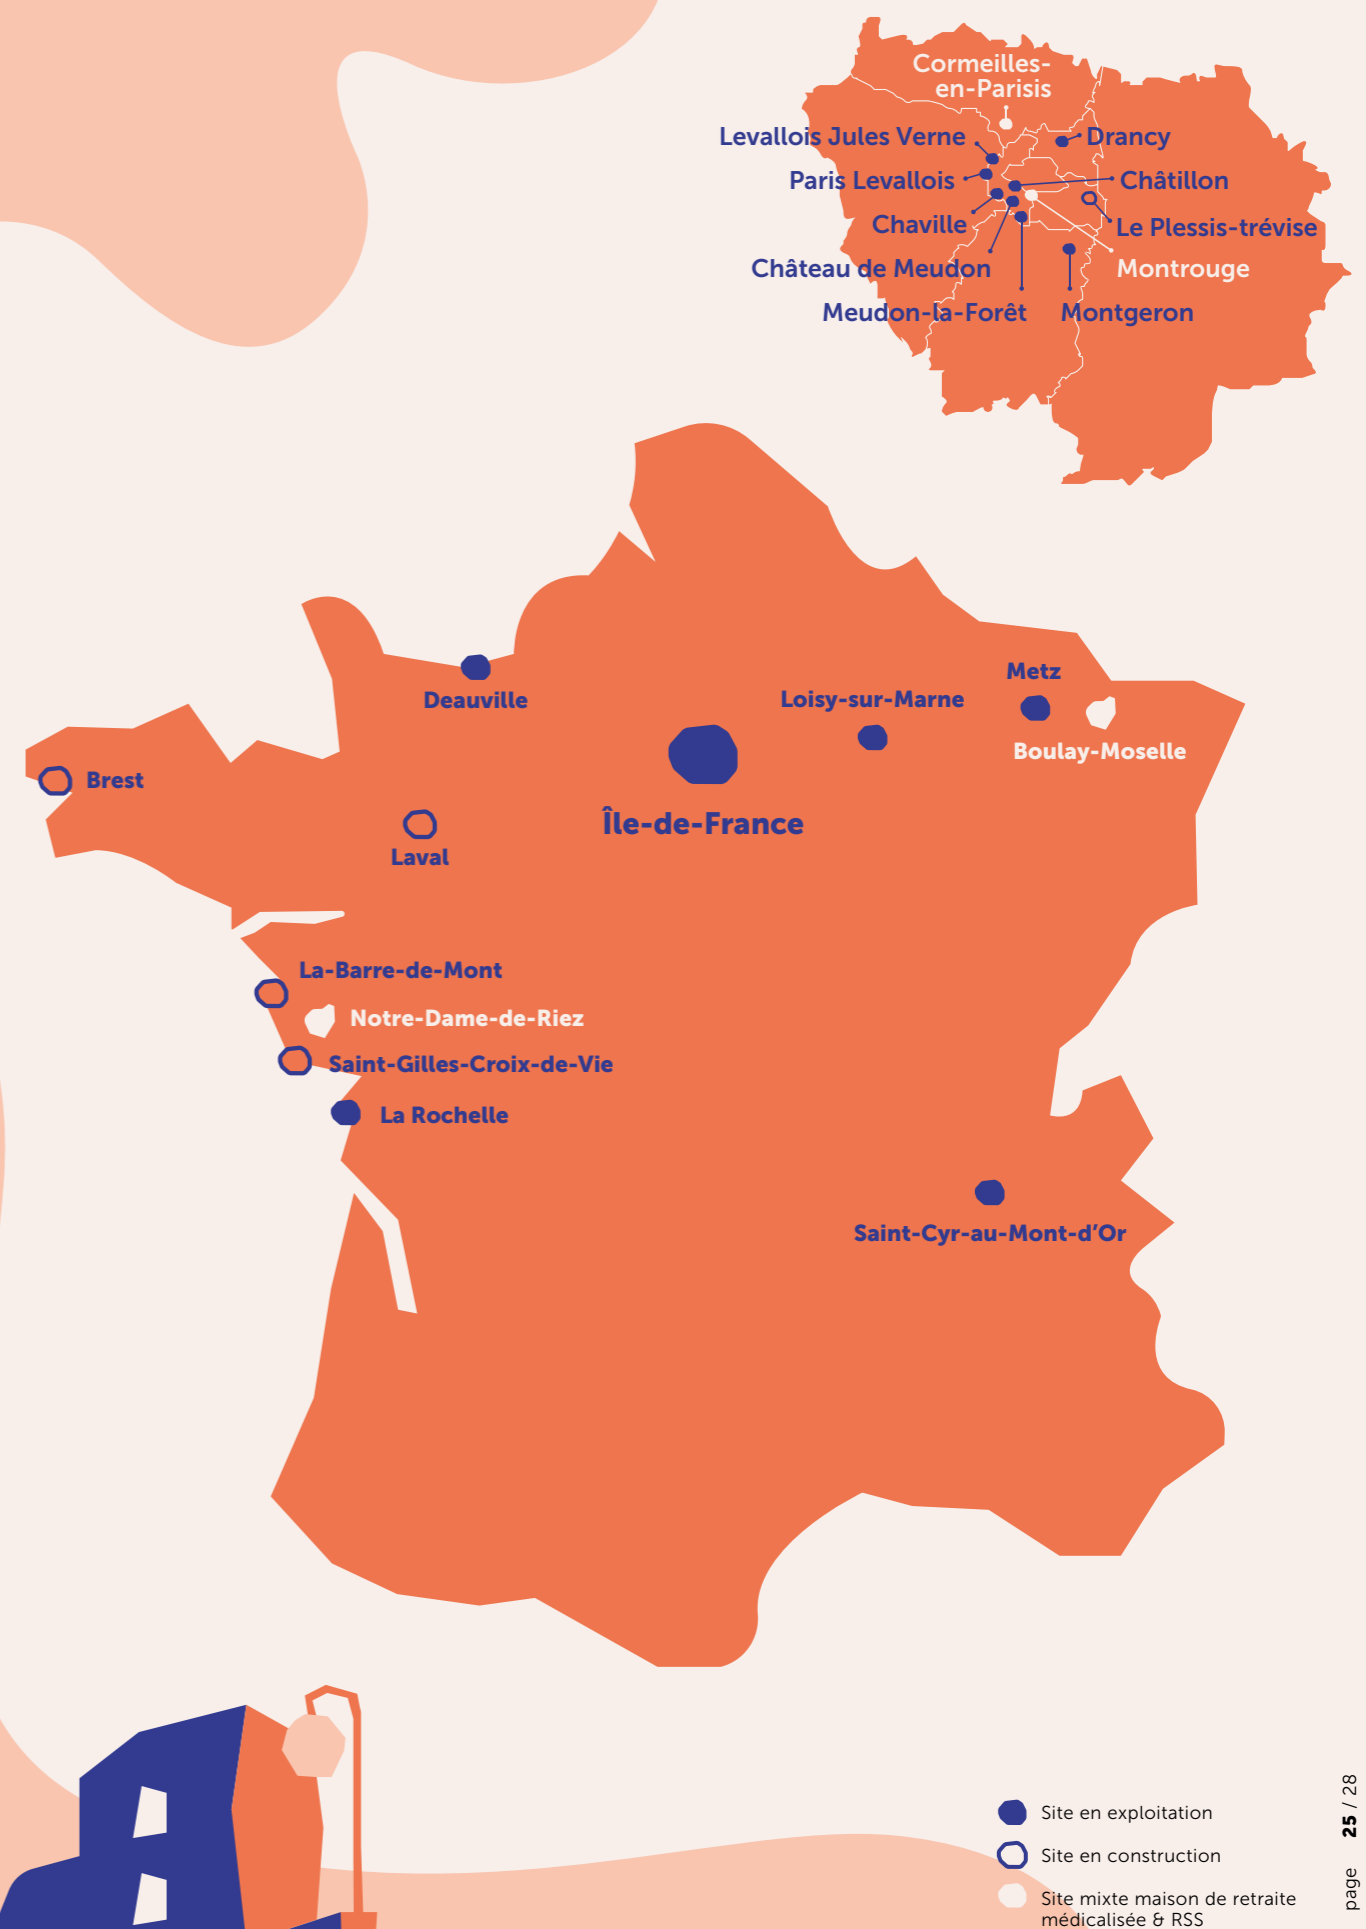 Cormeilles-
en-Parisis
Levallois Jules Verne
Drancy
Paris Levallois
Châtillon
Chaville
Le Plessis-trévise
Château de Meudon
Montrouge
Meudon-la-Forêt
Montgeron
Metz
Deauville
Loisy-sur-Marne
Boulay-Moselle
Brest
Île-de-France
Laval
La-Barre-de-Mont
Notre-Dame-de-Riez
Saint-Gilles-Croix-de-Vie
La Rochelle
Saint-Cyr-au-Mont-d’Or
Site en exploitation
Site en construction
Site mixte maison de retraite
médicalisée & RSS
page 25 / 28